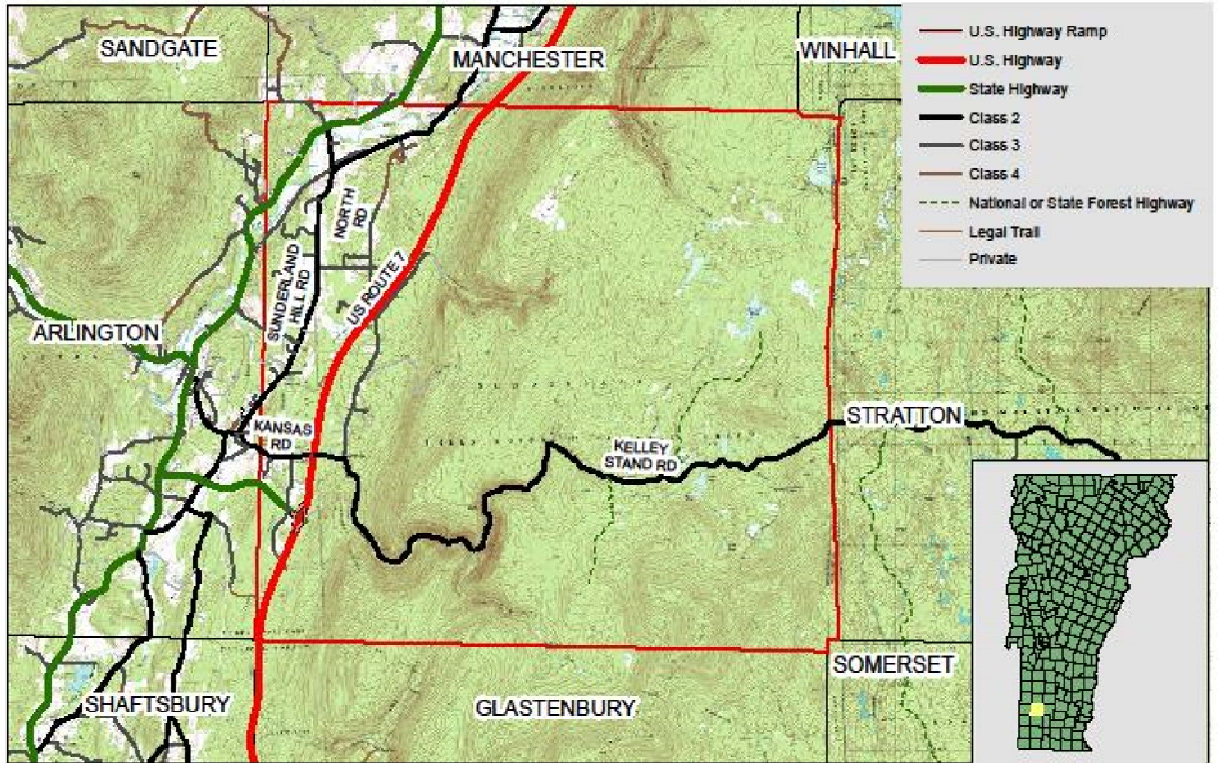 SANDGATE
MANCHESTER
WINHALL
U.S. Highway Ramp
U.S. Highway
State Highway
Class 2
Class 3
Class 4
National or State Forest Highway
Legal Trail
Private
NORTH
RD
SUNDERLAND
HILL RD
US ROUTE 7
ARLINGTON
KANSAS
RD
KELLEY
STAND RD
STRATTON
SOMERSET
SHAFTSBURY
GLASTENBURY